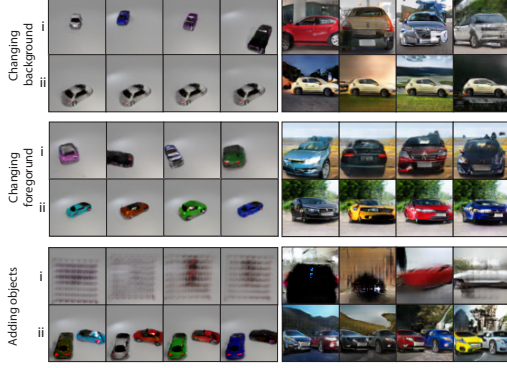 Changing
background
i
ii
Changing
foregorund
i
ii
Adding objects
i
ii